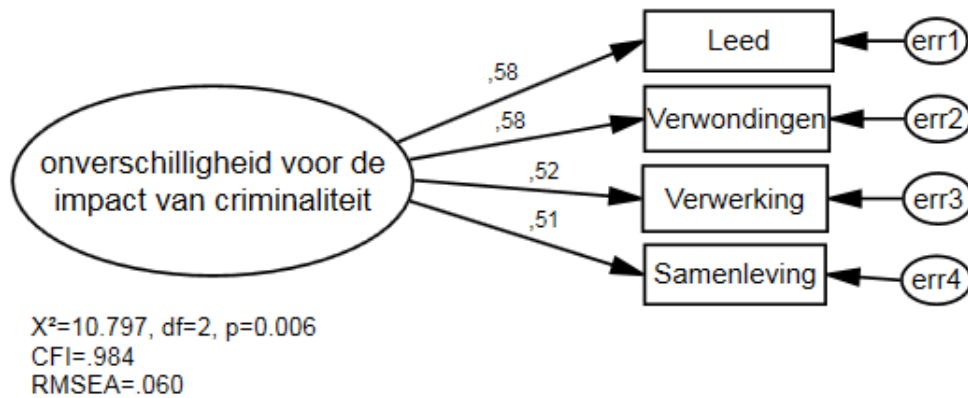 Leed
err1
,58
Verwondingen
err2
,58
onverschilligheid voor de
impact van criminaliteit
,52
Verwerking
err3
,51
Samenleving
err4
X²=10.797, df=2, p=0.006
CFI=.984
RMSEA=.060